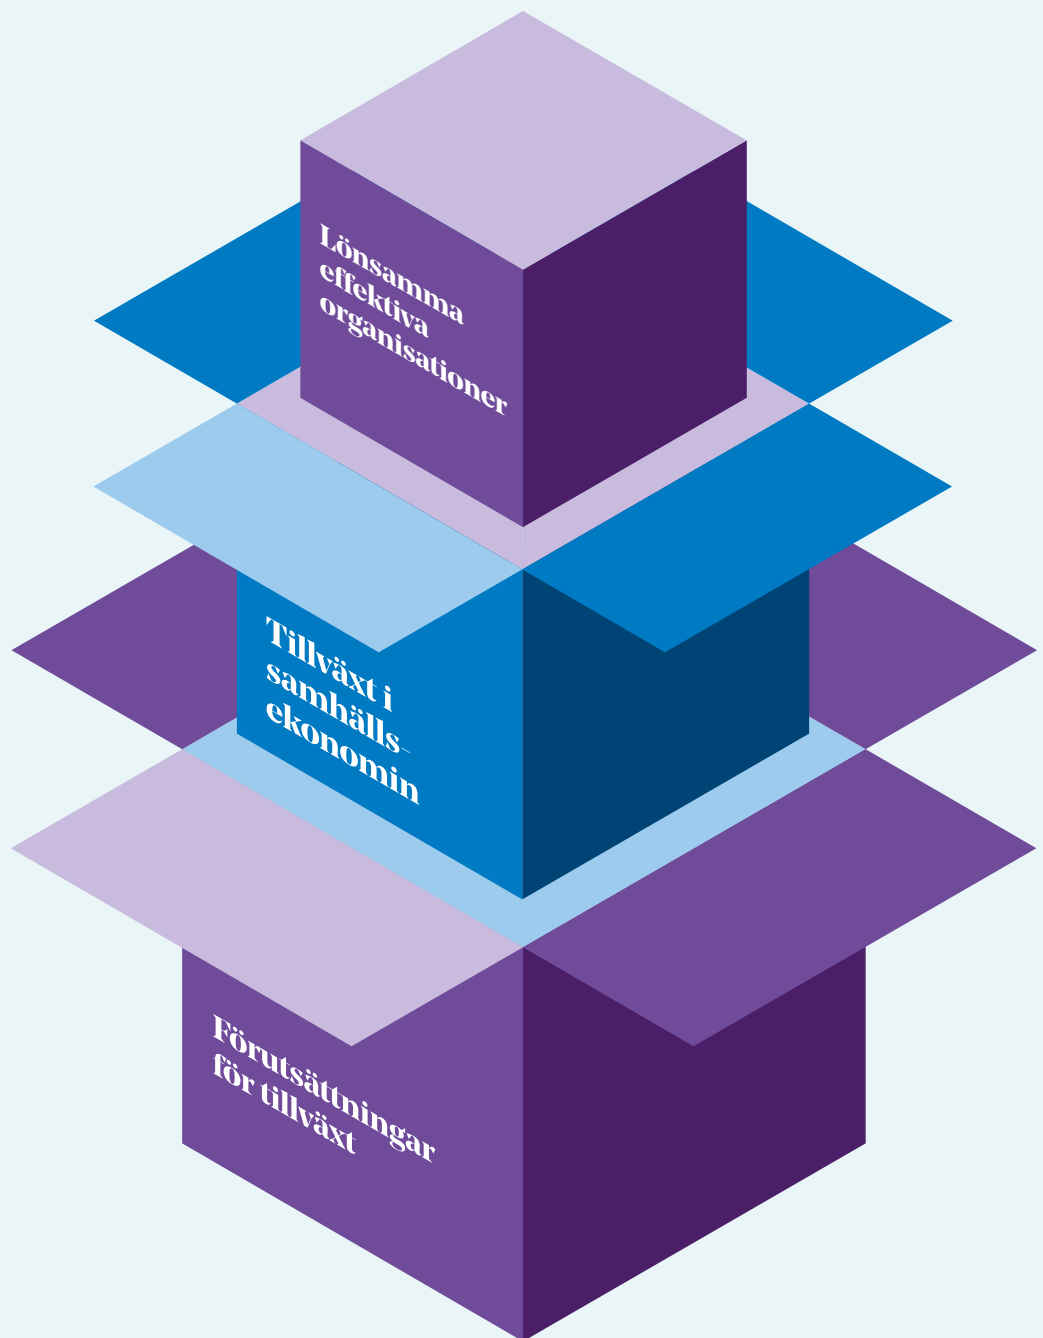 Lönsamma
effektiva
organisationer
Tillväxt i
samhälls-
ekonomin
Förutsättningar
för tillväxt